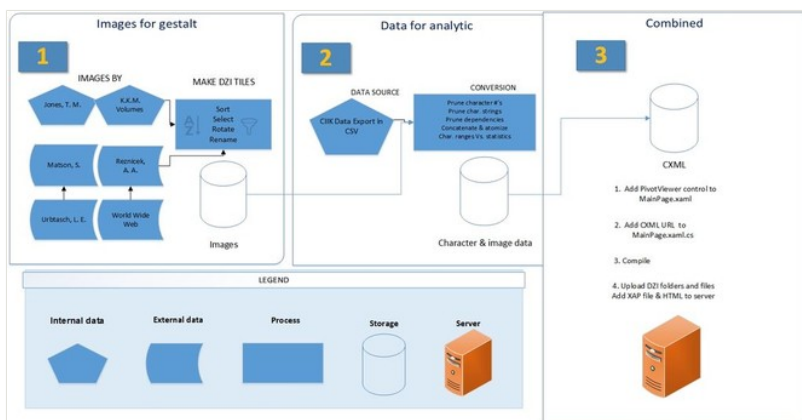 Images for gestalt
1
IMAGES BY
Jones, T. M.
K.K.M.
Volumes
Matson, S.
Reznicek,
A. A.
Urbtasch, L. E.
World Wide
Web
MAKE DZI TILES
Sort
Select
Rotate
Rename
Images
Data for analytic
2
DATA SOURCE
CIIK Data Export in
CSV
CONVERSION
Prune character #'s
Prune char. strings
Prune dependencies
Concatenate & atomize
Char. ranges Vs. statistics
Character & image data
Combined
3
CXML
1. Add PivotViewer control to
MainPage.xaml
2. Add CXML URL to
MainPage.xaml.cs
3. Compile
4. Upload DZI folders and files
Add XAP file & HTML to server
LEGEND
Internal data
External data
Process
Storage
Server